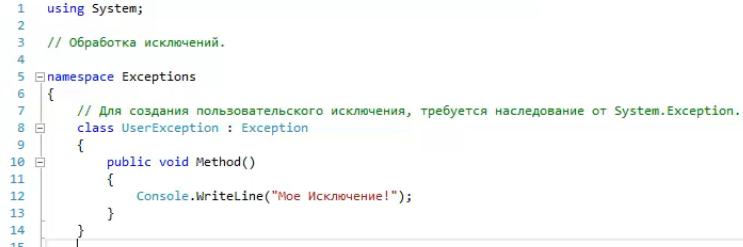 1 using System;
2
3 // Обработка исключений.
4
5 namespace Exceptions
6 {
7 // Для создания пользовательского исключения, требуется наследование от System.Exception.
8 class UserException : Exception
9 {
10 public void Method()
11 {
12 Console.WriteLine("Мое Исключение!");
13 }
14 }
15